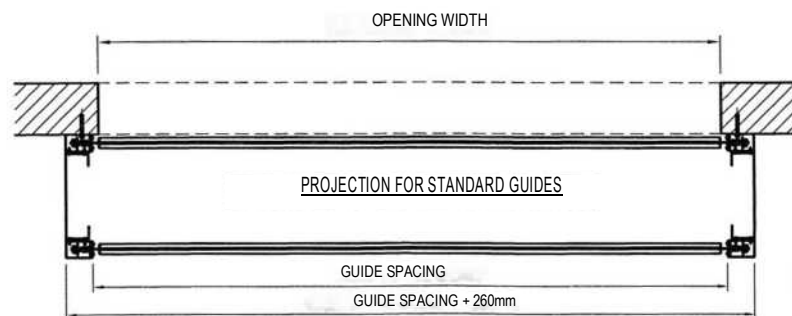 OPENING WIDTH
PROJECTION FOR STANDARD GUIDES
GUIDE SPACING
GUIDE SPACING + 260mm